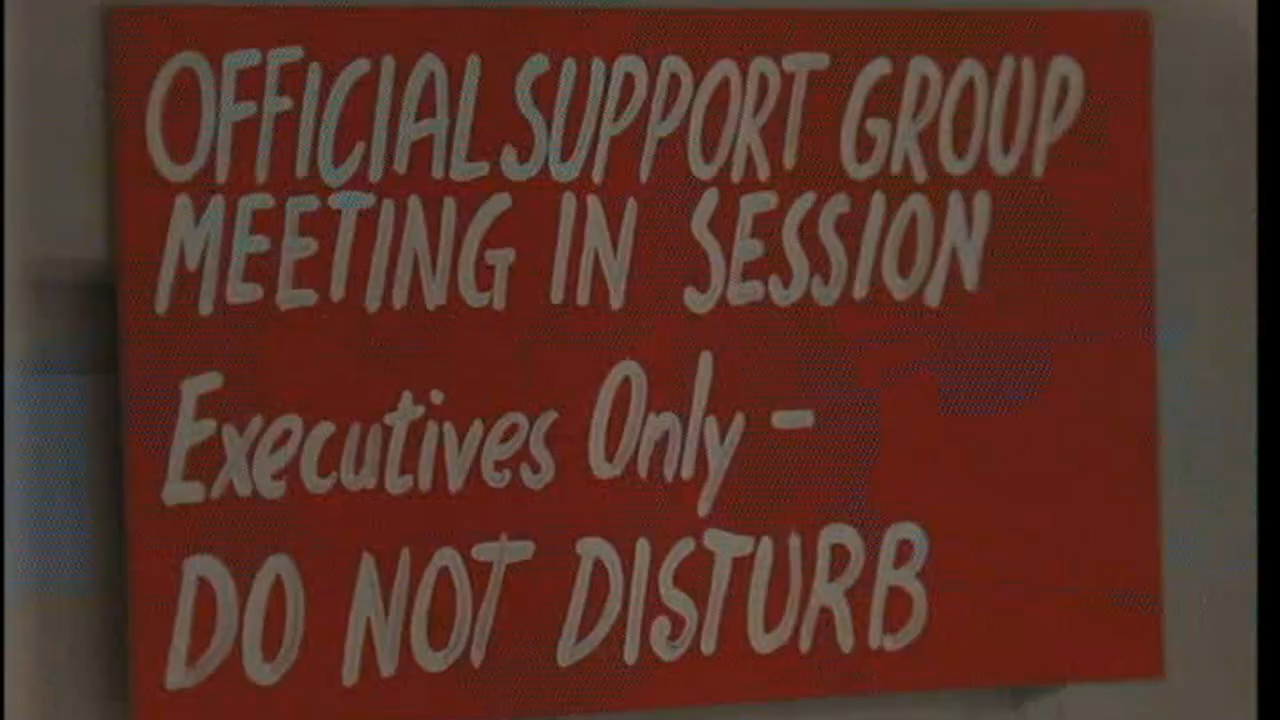 OFFICIAL SUPPORT GROUP
MEETING IN SESSION
Executives Only -
DO NOT DISTURB